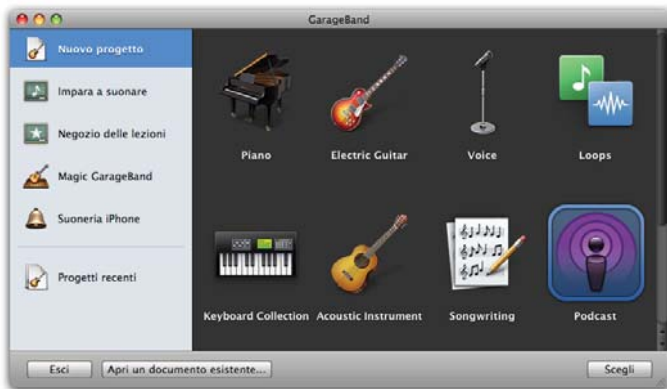 GarageBand
Nuovo progetto
Impara a suonare
Negozio delle lezioni
Magic GarageBand
Suoneria iPhone
Progetti recenti
Piano
Electric Guitar
Voice
Loops
Keyboard Collection
Acoustic Instrument
Songwriting
Podcast
Esci
Apri un documento esistente...
Scegli